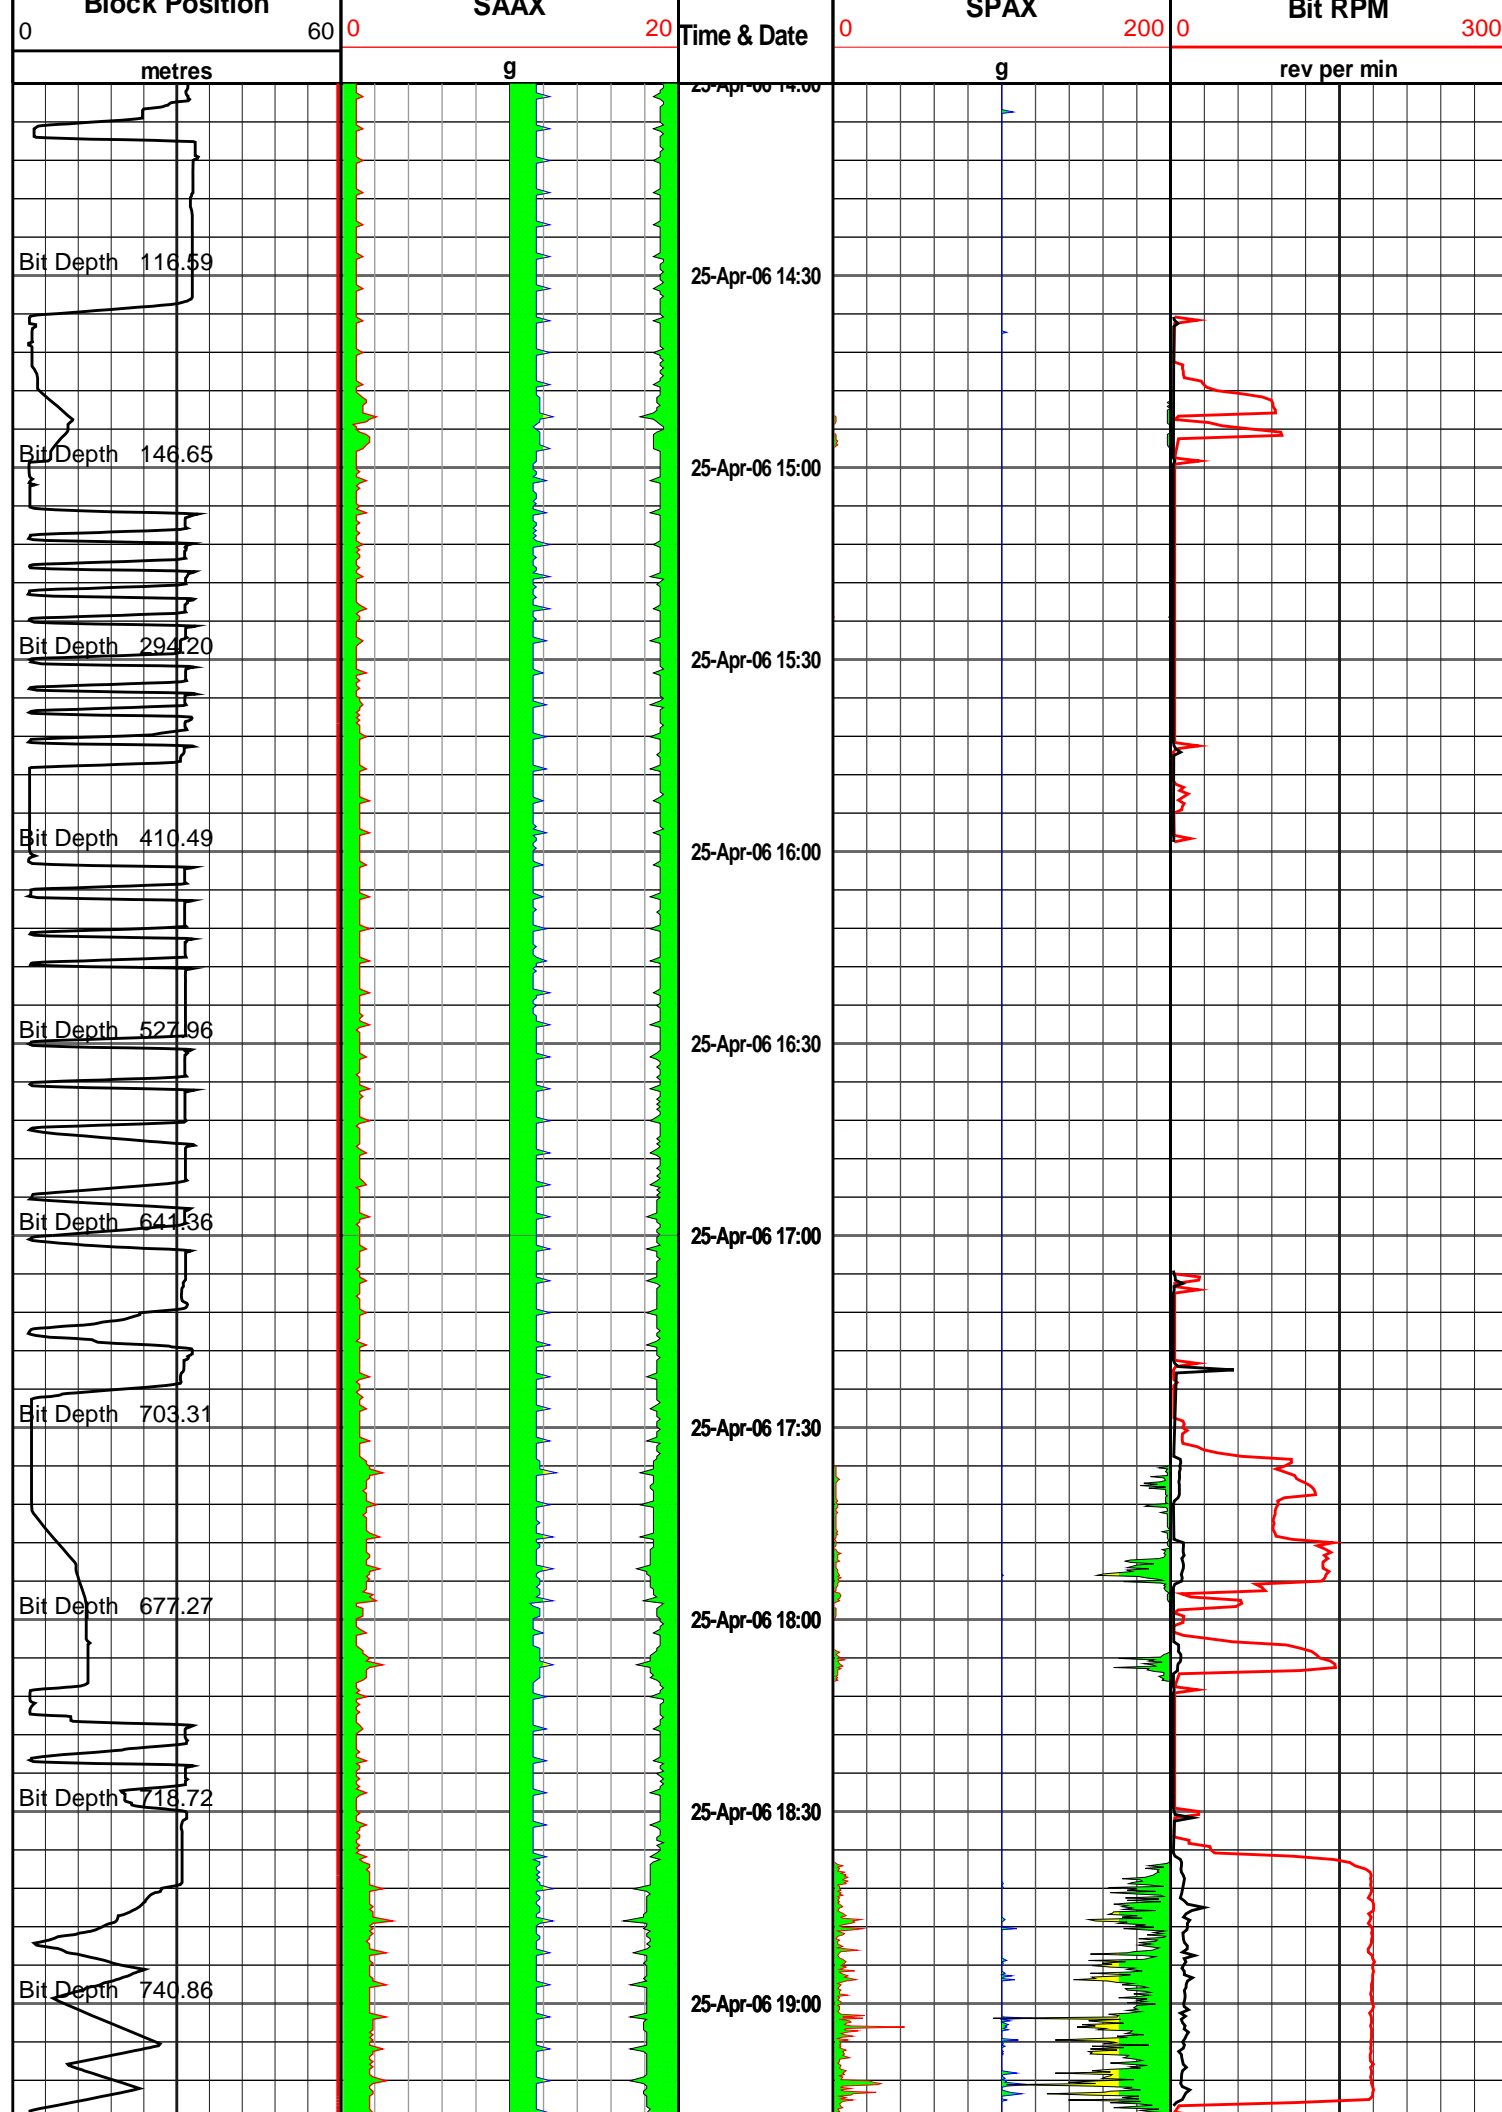 Block Position SAAX SPAX Bit RPM
0 60 0 20 Time & Date 0 200 0 300
metres g g rev per min
25-Apr-06 14:00
Bit Depth 116.59
25-Apr-06 14:30
Bit Depth 146.65
25-Apr-06 15:00
Bit Depth 294.20
25-Apr-06 15:30
Bit Depth 410.49
25-Apr-06 16:00
Bit Depth 527.96
25-Apr-06 16:30
Bit Depth 641.36
25-Apr-06 17:00
Bit Depth 703.31
25-Apr-06 17:30
Bit Depth 677.27
25-Apr-06 18:00
Bit Depth 718.72
25-Apr-06 18:30
Bit Depth 740.86
25-Apr-06 19:00